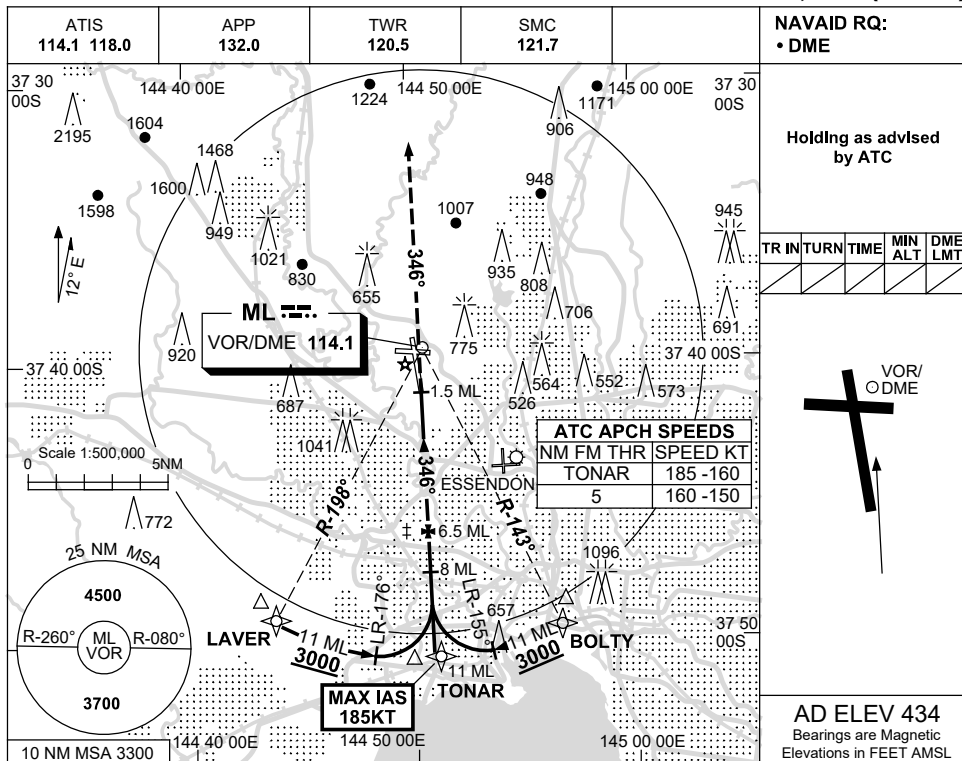 ATIS
114.1 118.0
APP
132.0
TWR
120.5
SMC
121.7
NAVAID RQ:
• DME
37 30
00S
144 40 00E
144 50 00E
145 00 00E
37 30
00S
1224
1171
906
2195
1604
1468
1600
1598
949
1021
830
655
1007
948
945
935
808
706
691
775
920
687
564
552
573
526
1041
772
1096
657
12° E
346°
ML
VOR/DME 114.1
37 40 00S
37 40 00S
1.5 ML
346°
R-198°
R-143°
ESSENDON
ATC APCH SPEEDS
NM FM THR SPEED KT
TONAR 185 -160
5 160 -150
Scale 1:500,000
0 5NM
‡ 6.5 ML
8 ML
LR-176°
LR-155°
25 NM MSA
4500
R-260°
ML
VOR
R-080°
3700
10 NM MSA 3300
LAVER
11 ML
3000
11 ML
3000
BOLTY
11 ML
TONAR
MAX IAS
185KT
37 50
00S
144 40 00E
144 50 00E
145 00 00E
Holding as advised
by ATC
TR IN TURN TIME MIN ALT DME LMT
VOR/
DME
AD ELEV 434
Bearings are Magnetic
Elevations in FEET AMSL